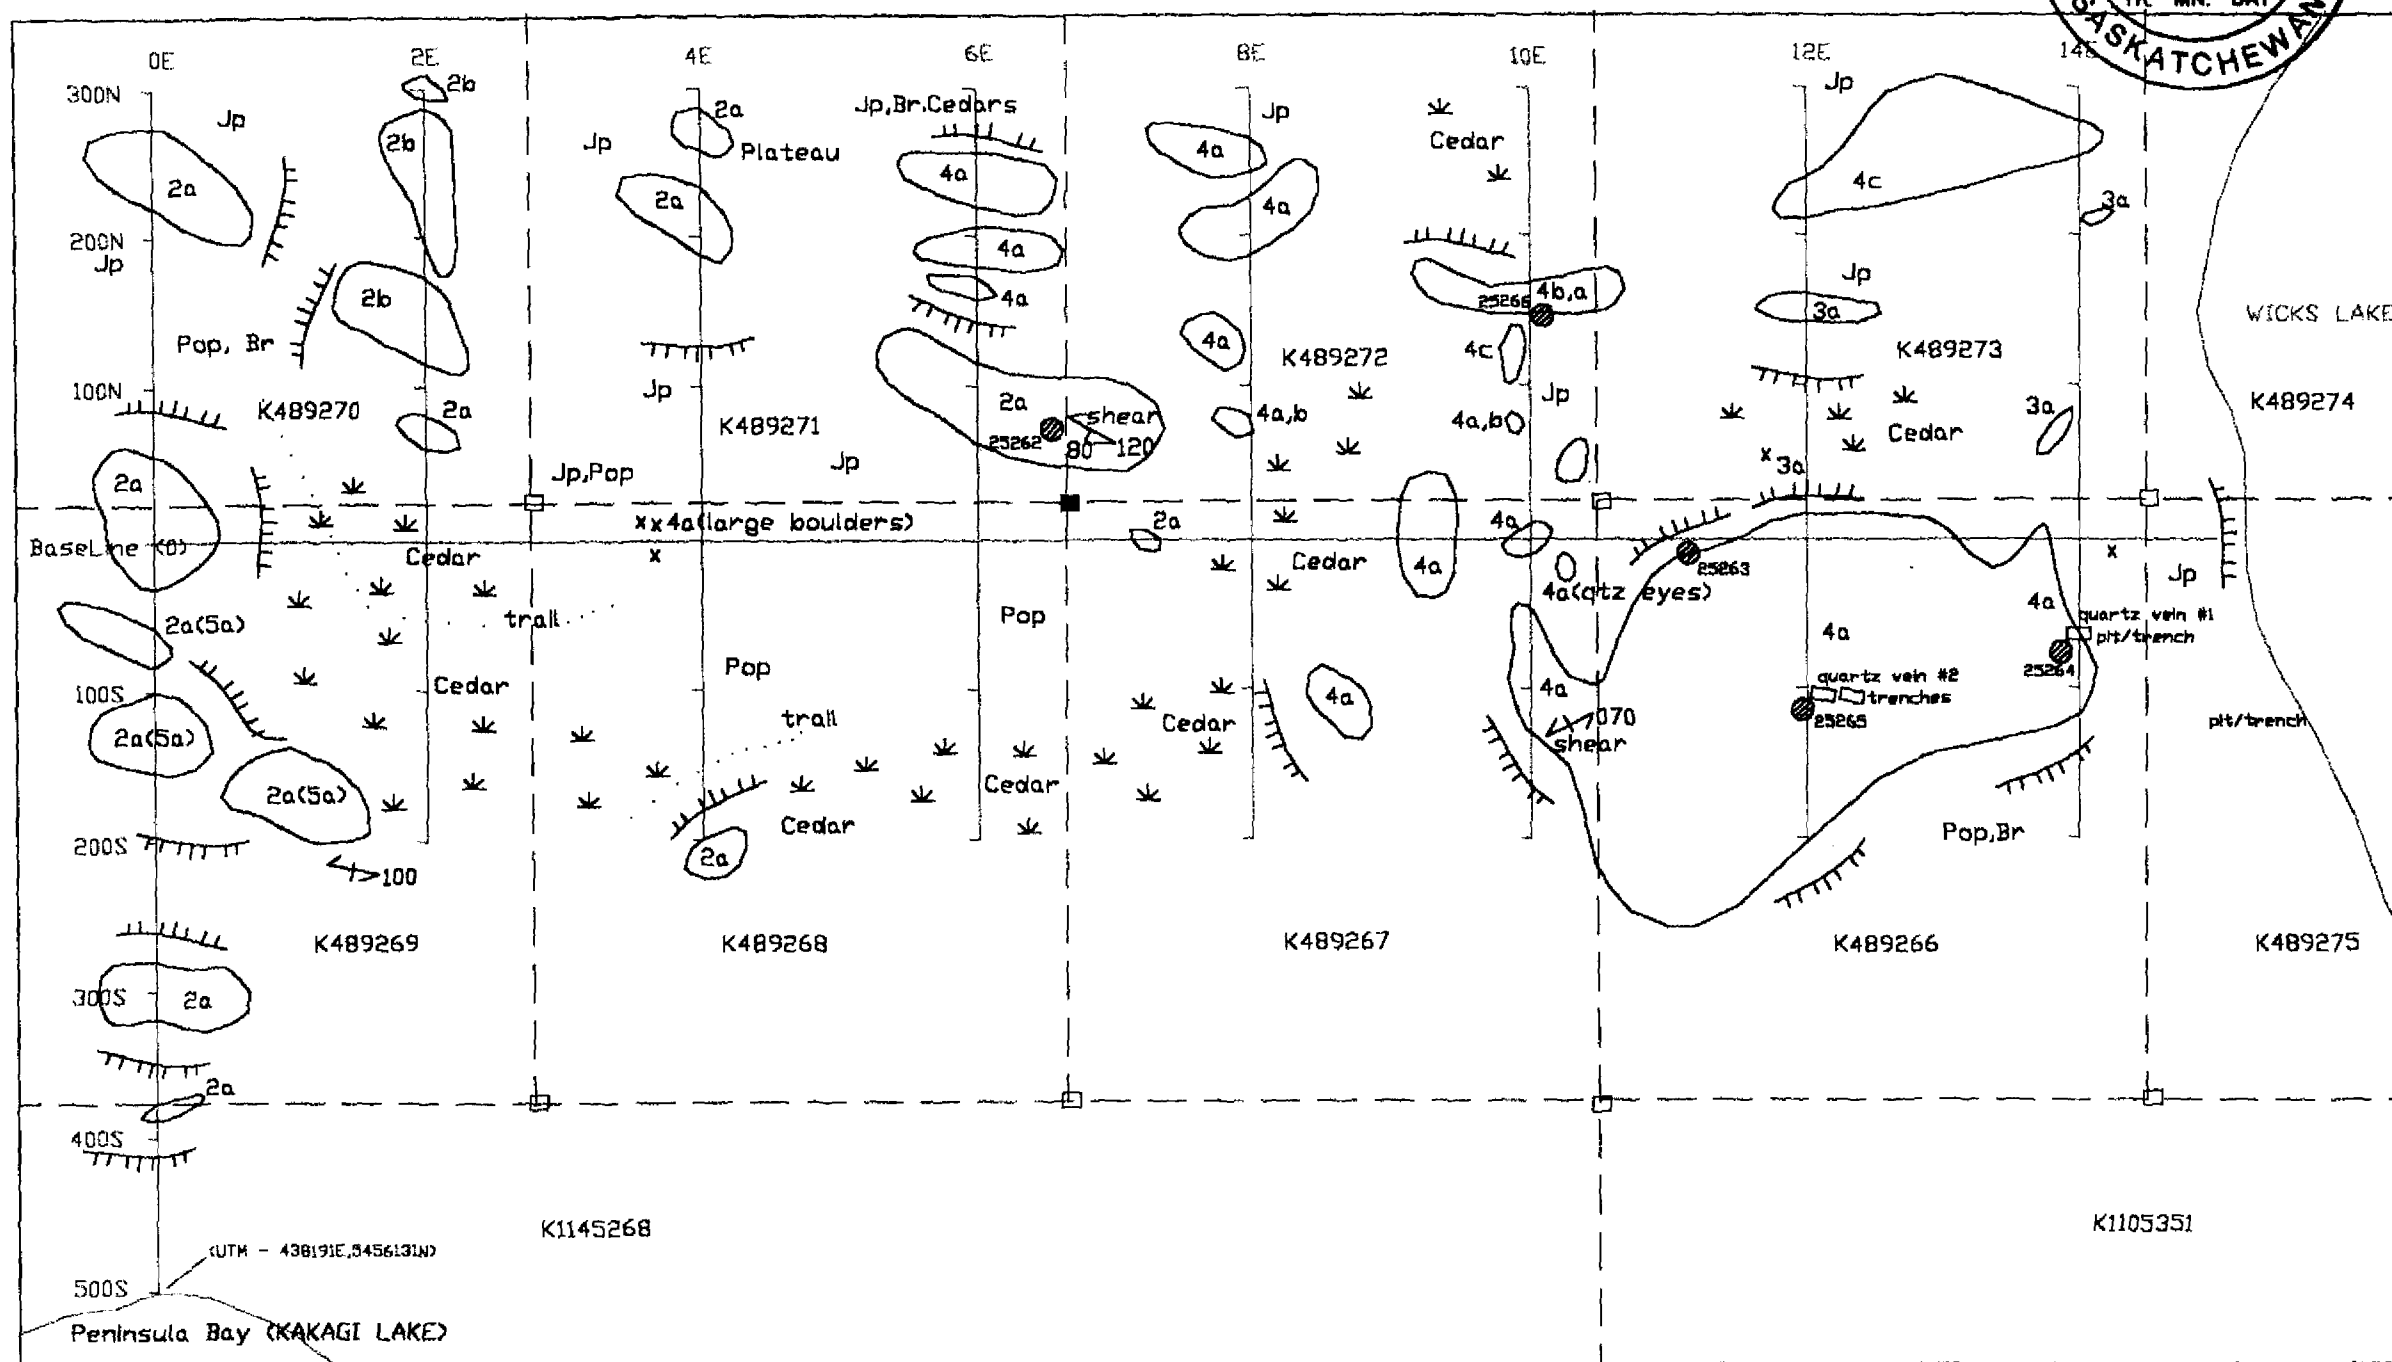 SASKATCHEWAN
YR. MN. DAY
0E 2E 4E 6E 8E 10E 12E 14E
300N
Jp
2b
2a
Plateau
Jp
Jp,Br,Cedars
Jp
Cedar
Jp
2a
2b
2a
4a
4a
4a
4c
3a
200N
Jp
2b
4a
4a
Jp
25266
4b,a
3a
WICKS LAKE
Pop, Br
4a
K489272
4c
K489273
100N
K489270
2a
Jp
K489271
2a
shear
25262
80
120
4a,b
4a,b
Jp
3a
Cedar
K489274
2a
Jp,Pop
Jp
x 3a
xx4a(large boulders)
x
2a
4a
BaseLine (0)
Cedar
Cedar
4a
25263
x
Jp
4a(qtz eyes)
2a(5a)
trail
Pop
4a
4a
quartz vein #1
pit/trench
25264
100S
Cedar
Pop
4a
4a
quartz vein #2
trenches
25265
2a(5a)
trail
Cedar
070
shear
pit/trench
2a(5a)
Cedar
Cedar
200S
2a
Pop,Br
100
K489269
K489268
K489267
K489266
K489275
300S
2a
2a
400S
K1145268
K1105351
(UTM - 438191E,5456131N)
500S
Peninsula Bay (KAKAGI LAKE)